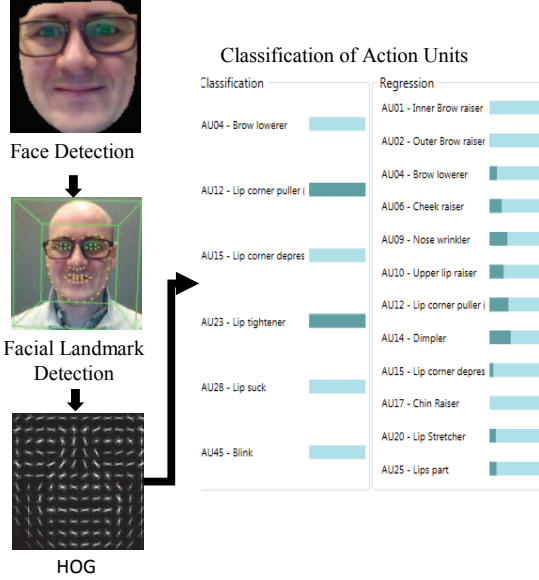 Face Detection
Facial Landmark
Detection
HOG
Classification of Action Units
Classification
AU04 - Brow lowerer
AU12 - Lip corner puller (
AU15 - Lip corner depres
AU23 - Lip tightener
AU28 - Lip suck
AU45 - Blink
Regression
AU01 - Inner Brow raiser
AU02 - Outer Brow raiser
AU04 - Brow lowerer
AU06 - Cheek raiser
AU09 - Nose wrinkler
AU10 - Upper lip raiser
AU12 - Lip corner puller (
AU14 - Dimpler
AU15 - Lip corner depres
AU17 - Chin Raiser
AU20 - Lip Stretcher
AU25 - Lips part